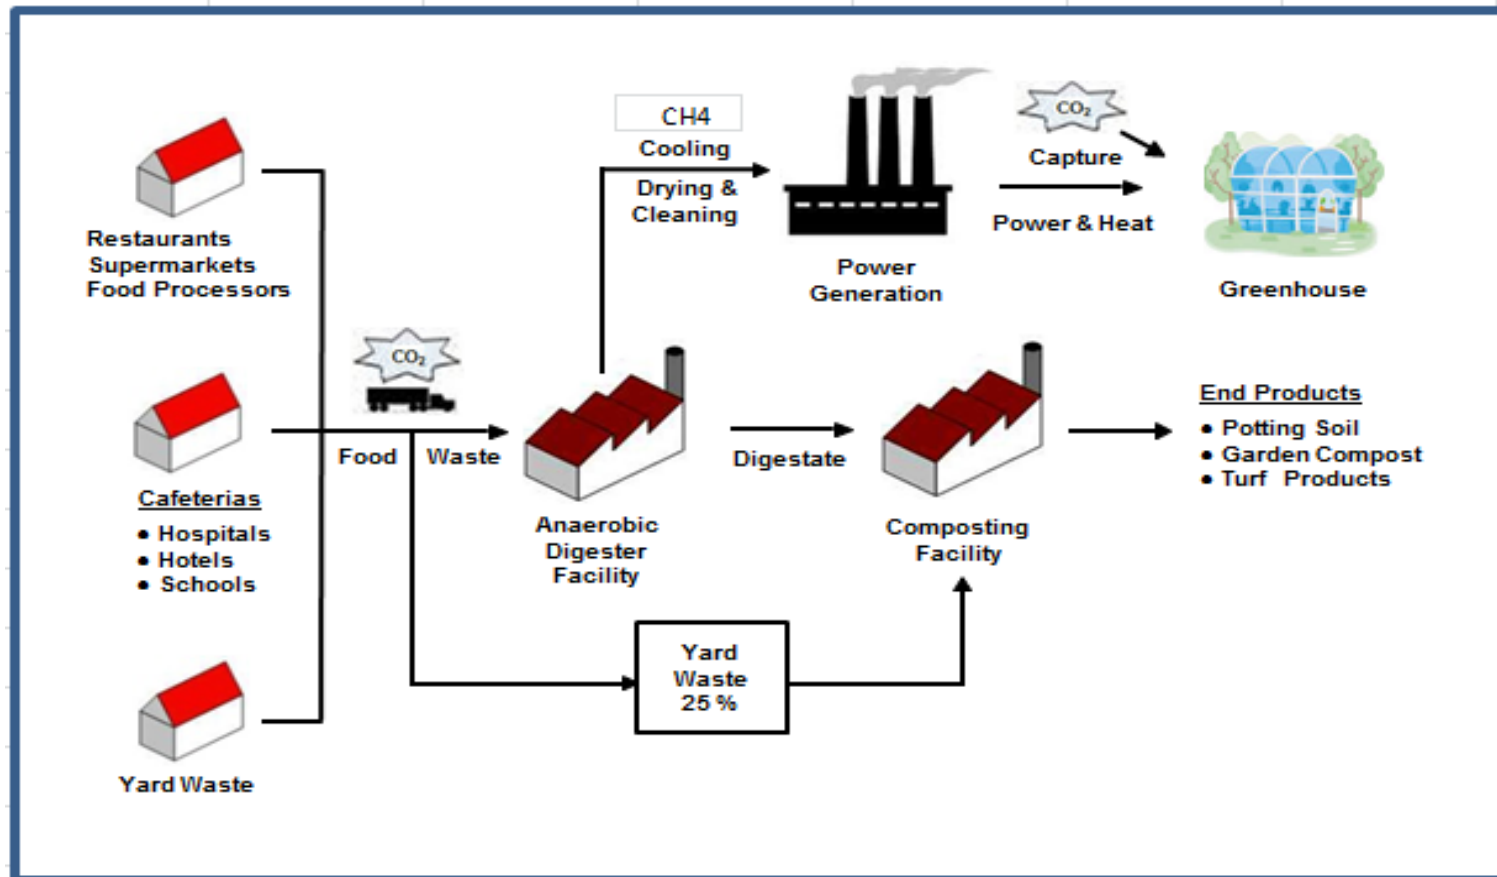 Restaurants
Supermarkets
Food Processors
Cafeterias
● Hospitals
● Hotels
● Schools
Yard Waste
CO₂
Food Waste
Anaerobic
Digester
Facility
CH4
Cooling
Drying &
Cleaning
Power
Generation
CO₂
Capture
Power & Heat
Greenhouse
Digestate
Composting
Facility
Yard
Waste
25 %
End Products
● Potting Soil
● Garden Compost
● Turf Products